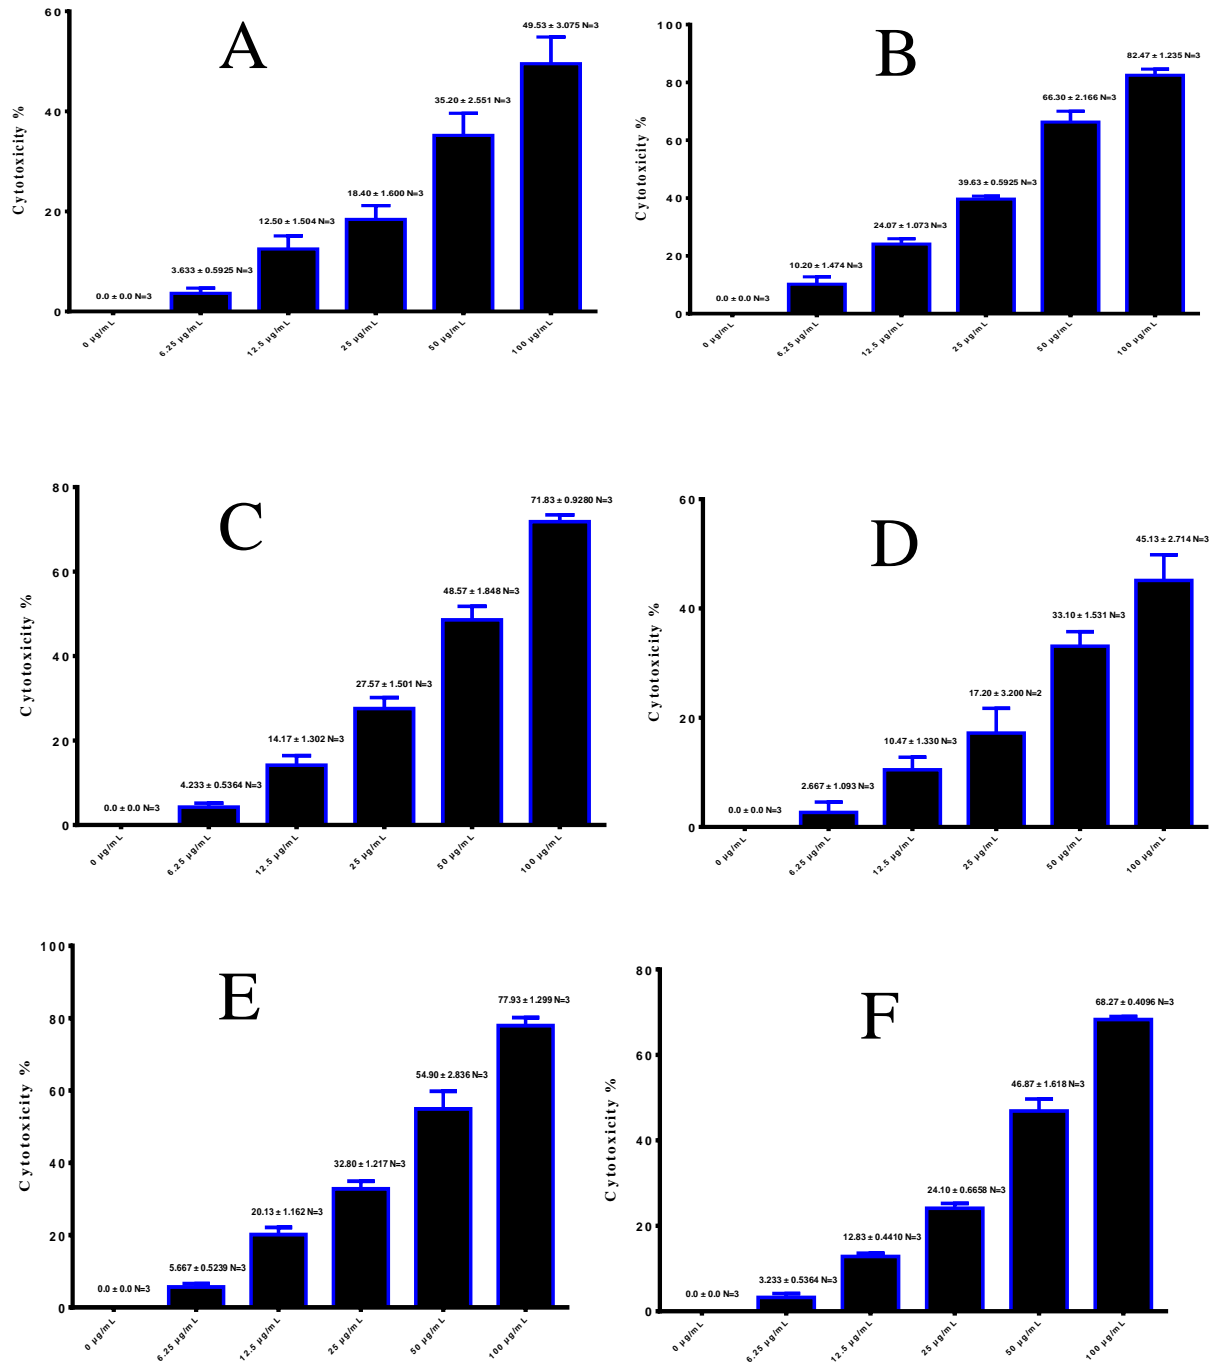 A
Cytotoxicity %
60
40
20
0
0.0 ± 0.0 N=3
3.633 ± 0.5925 N=3
12.50 ± 1.504 N=3
18.40 ± 1.600 N=3
35.20 ± 2.551 N=3
49.53 ± 3.075 N=3
0 µg/mL
6.25 µg/mL
12.5 µg/mL
25 µg/mL
50 µg/mL
100 µg/mL
B
Cytotoxicity %
100
80
60
40
20
0
0.0 ± 0.0 N=3
10.20 ± 1.474 N=3
24.07 ± 1.073 N=3
39.63 ± 0.5925 N=3
66.30 ± 2.166 N=3
82.47 ± 1.235 N=3
0 µg/mL
6.25 µg/mL
12.5 µg/mL
25 µg/mL
50 µg/mL
100 µg/mL
C
Cytotoxicity %
80
60
40
20
0
0.0 ± 0.0 N=3
4.233 ± 0.5364 N=3
14.17 ± 1.302 N=3
27.57 ± 1.501 N=3
48.57 ± 1.848 N=3
71.83 ± 0.9280 N=3
0 µg/mL
6.25 µg/mL
12.5 µg/mL
25 µg/mL
50 µg/mL
100 µg/mL
D
Cytotoxicity %
60
40
20
0
0.0 ± 0.0 N=3
2.667 ± 1.093 N=3
10.47 ± 1.330 N=3
17.20 ± 3.200 N=2
33.10 ± 1.531 N=3
45.13 ± 2.714 N=3
0 µg/mL
6.25 µg/mL
12.5 µg/mL
25 µg/mL
50 µg/mL
100 µg/mL
E
Cytotoxicity %
100
80
60
40
20
0
0.0 ± 0.0 N=3
5.667 ± 0.5239 N=3
20.13 ± 1.162 N=3
32.80 ± 1.217 N=3
54.90 ± 2.836 N=3
77.93 ± 1.299 N=3
0 µg/mL
6.25 µg/mL
12.5 µg/mL
25 µg/mL
50 µg/mL
100 µg/mL
F
Cytotoxicity %
80
60
40
20
0
0.0 ± 0.0 N=3
3.233 ± 0.5364 N=3
12.83 ± 0.4410 N=3
24.10 ± 0.6658 N=3
46.87 ± 1.618 N=3
68.27 ± 0.4096 N=3
0 µg/mL
6.25 µg/mL
12.5 µg/mL
25 µg/mL
50 µg/mL
100 µg/mL